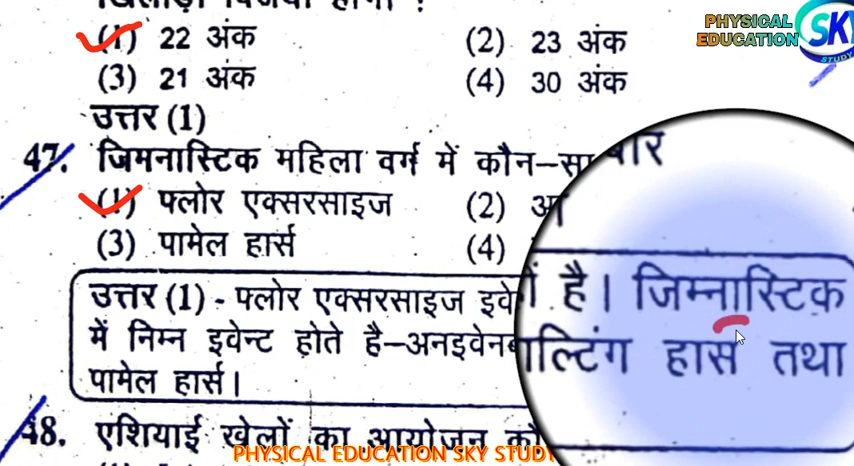 (1) 22 अंक (2) 23 अंक
(3) 21 अंक (4) 30 अंक
उत्तर (1)
47. जिमनास्टिक महिला वर्ग में कौन–सा
(1) फ्लोर एक्सरसाइज (2)
(3) पामेल हार्स (4)
उत्तर (1) - फ्लोर एक्सरसाइज इवे
में निम्न इवेन्ट होते है–अनइवेन
पामेल हार्स।
48. एशियाई खेलों का आयोजन
है। जिम्नास्टिक
ाल्टिंग हार्स तथा
PHYSICAL
EDUCATION
SKY
STUDY
PHYSICAL EDUCATION SKY STUDY